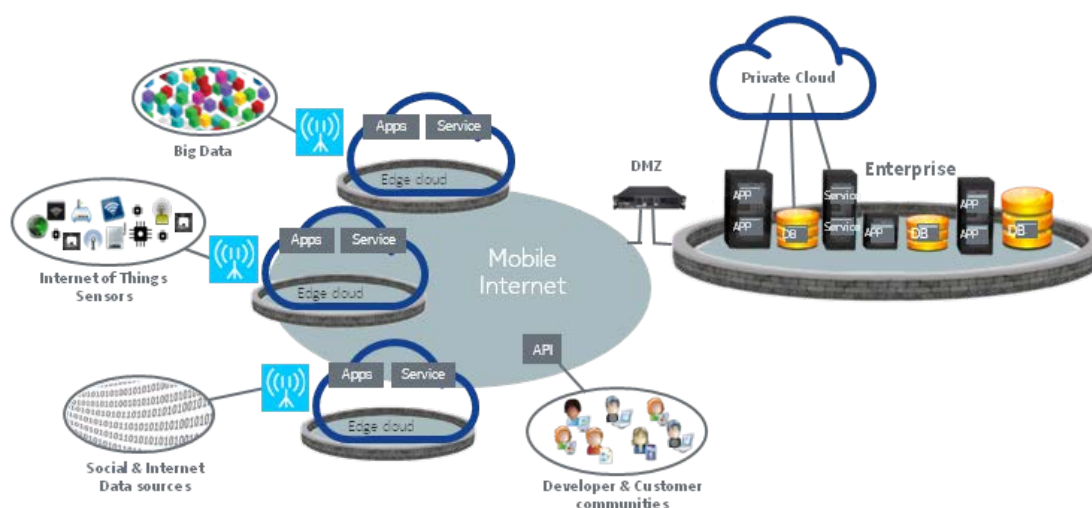 Private Cloud
Apps
Service
Big Data
Edge cloud
DMZ
Enterprise
APP
APP
DB
Service
Service
APP
DB
APP
APP
DB
Apps
Service
Internet of Things
Sensors
Edge cloud
Mobile
Internet
API
Apps
Service
Edge cloud
Social & Internet
Data sources
Developer & Customer
communities